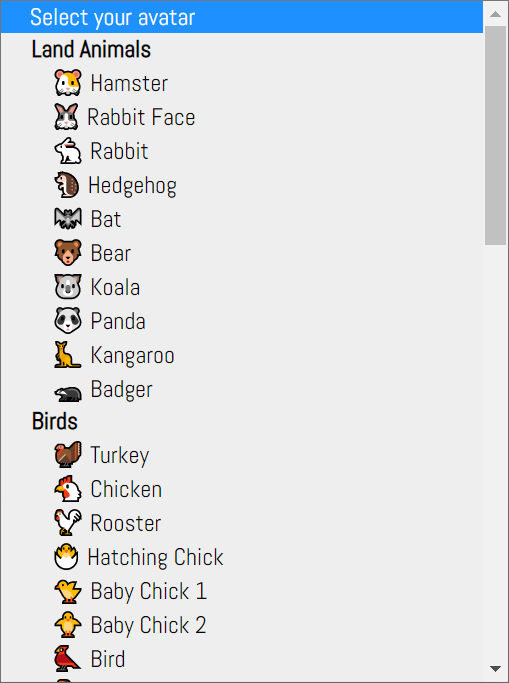 Select your avatar
Land Animals
Hamster
Rabbit Face
Rabbit
Hedgehog
Bat
Bear
Koala
Panda
Kangaroo
Badger
Birds
Turkey
Chicken
Rooster
Hatching Chick
Baby Chick 1
Baby Chick 2
Bird